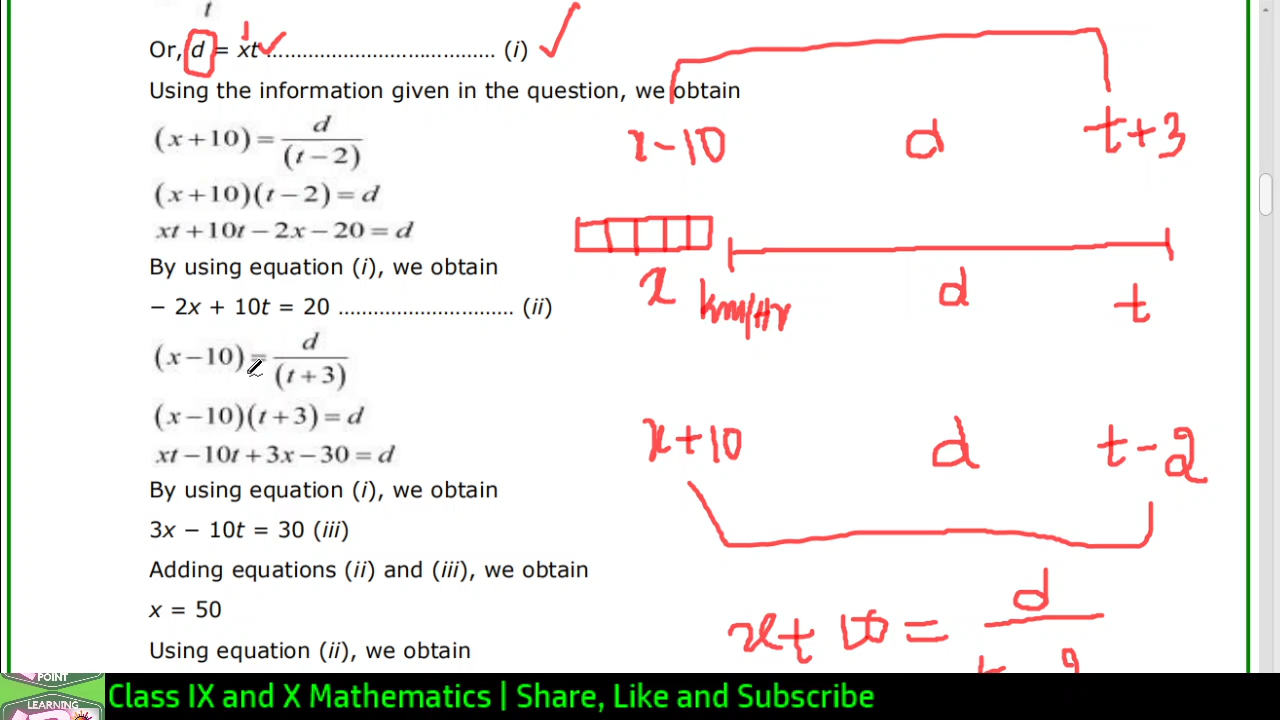 t
Or, d = xt ...................................... (i)
1
Using the information given in the question, we obtain
(x+10) = d/(t−2)
(x+10)(t−2) = d
xt+10t−2x−20 = d
By using equation (i), we obtain
− 2x + 10t = 20 ............................. (ii)
(x−10) = d/(t+3)
(x−10)(t+3) = d
xt−10t+3x−30 = d
By using equation (i), we obtain
3x − 10t = 30 (iii)
Adding equations (ii) and (iii), we obtain
x = 50
Using equation (ii), we obtain
x-10 d t+3
x km/Hr d t
x+10 d t-2
x+10 = d
POINT
LEARNING
Class IX and X Mathematics | Share, Like and Subscribe